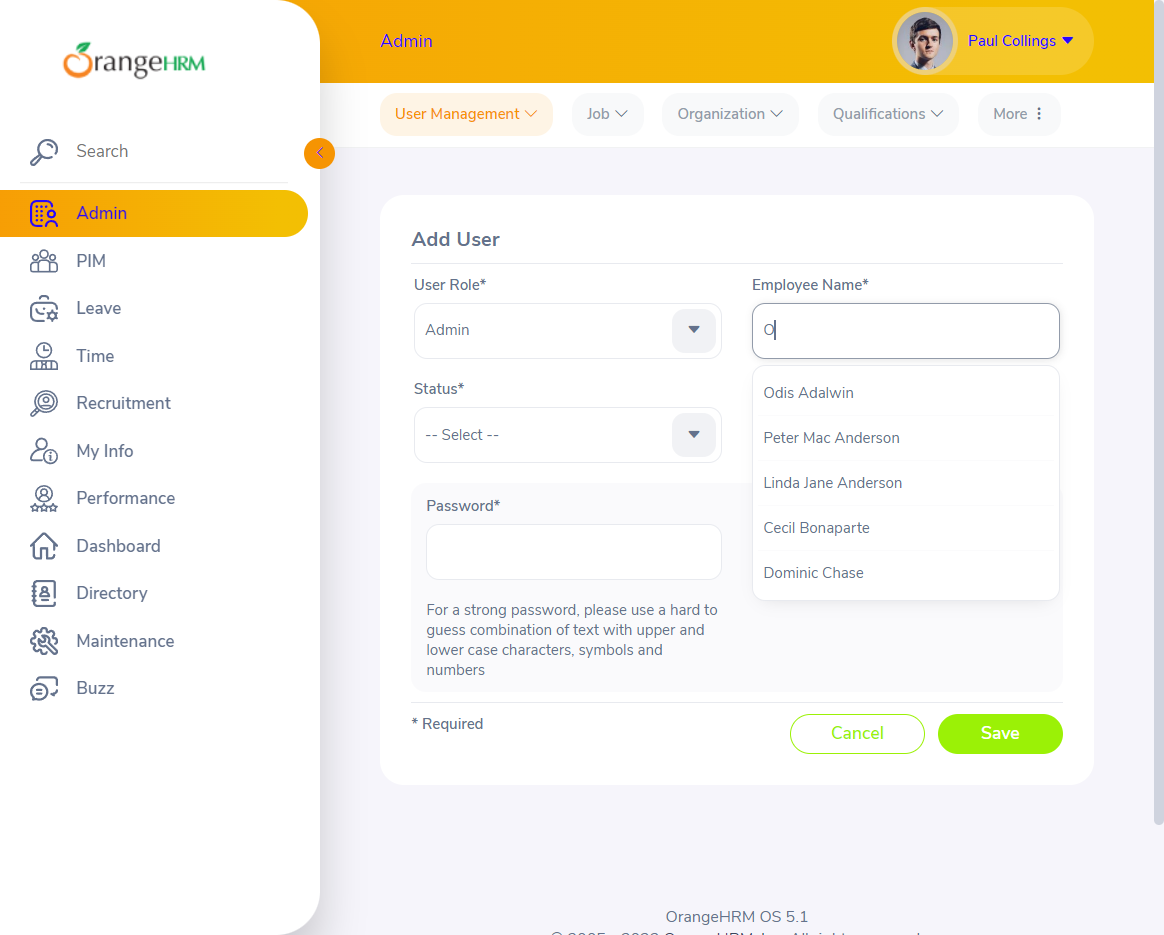 OrangeHRM
Search
Admin
PIM
Leave
Time
Recruitment
My Info
Performance
Dashboard
Directory
Maintenance
Buzz
Admin
Paul Collings
User Management
Job
Organization
Qualifications
More
Add User
User Role*
Employee Name*
Admin
O
Odis Adalwin
Peter Mac Anderson
Linda Jane Anderson
Cecil Bonaparte
Dominic Chase
Status*
-- Select --
Password*
For a strong password, please use a hard to
guess combination of text with upper and
lower case characters, symbols and
numbers
* Required
Cancel
Save
OrangeHRM OS 5.1